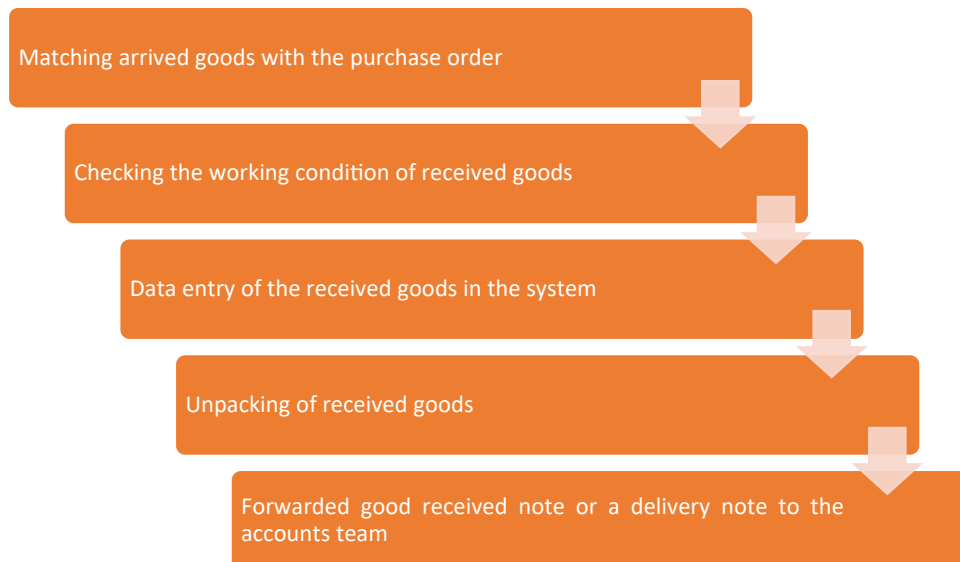 Matching arrived goods with the purchase order
Checking the working condition of received goods
Data entry of the received goods in the system
Unpacking of received goods
Forwarded good received note or a delivery note to the
accounts team